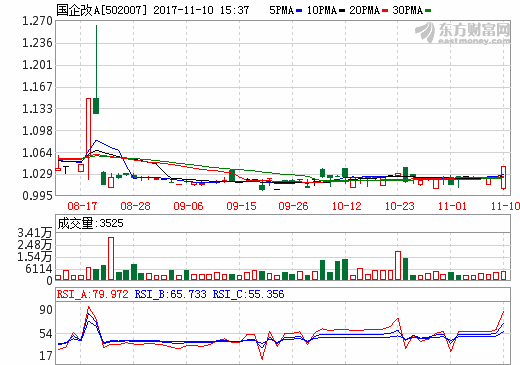 国企改A[502007] 2017-11-10 15:37 5PMA 10PMA 20PMA 30PMA
东方财富网
eastmoney.com
1.270
1.236
1.201
1.167
1.133
1.098
1.064
1.029
0.995
08-17 08-28 09-06 09-15 09-26 10-12 10-23 11-01 11-10
成交量:3525
3.41万
2.48万
1.54万
6114
0
RSI_A:79.972 RSI_B:65.733 RSI_C:55.356
90
54
17